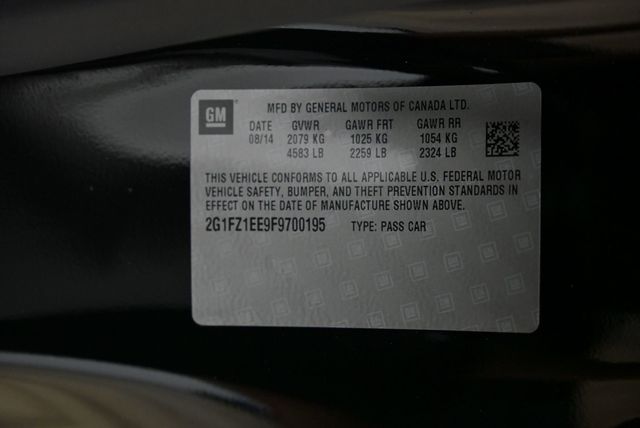 GM MFD BY GENERAL MOTORS OF CANADA LTD.
DATE GVWR GAWR FRT GAWR RR
08/14 2079 KG 1025 KG 1054 KG
4583 LB 2259 LB 2324 LB
THIS VEHICLE CONFORMS TO ALL APPLICABLE U.S. FEDERAL MOTOR
VEHICLE SAFETY, BUMPER, AND THEFT PREVENTION STANDARDS IN
EFFECT ON THE DATE OF MANUFACTURE SHOWN ABOVE.
2G1FZ1EE9F9700195 TYPE: PASS CAR